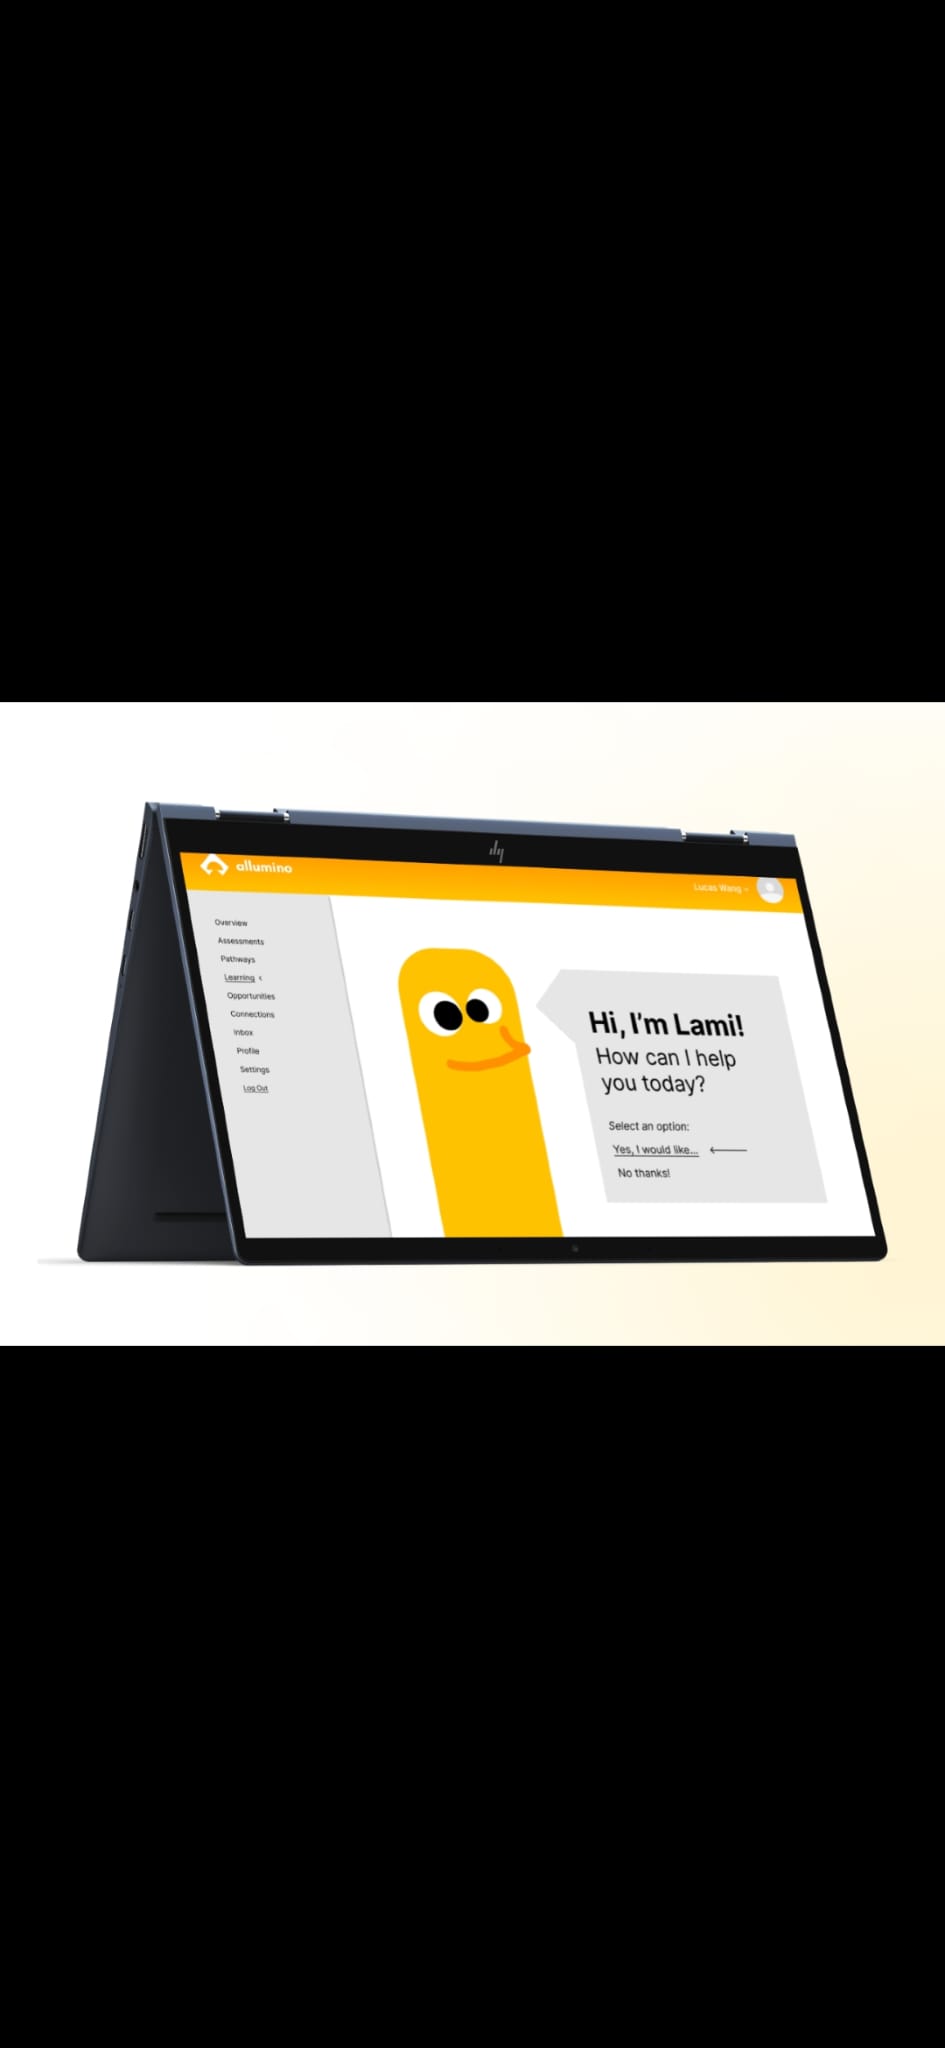 hp
allumino
Lucas Wang
Overview
Assessments
Pathways
Learning <
Opportunities
Connections
Inbox
Profile
Settings
Log Out
Hi, I'm Lami!
How can I help
you today?
Select an option:
Yes, I would like...
No thanks!